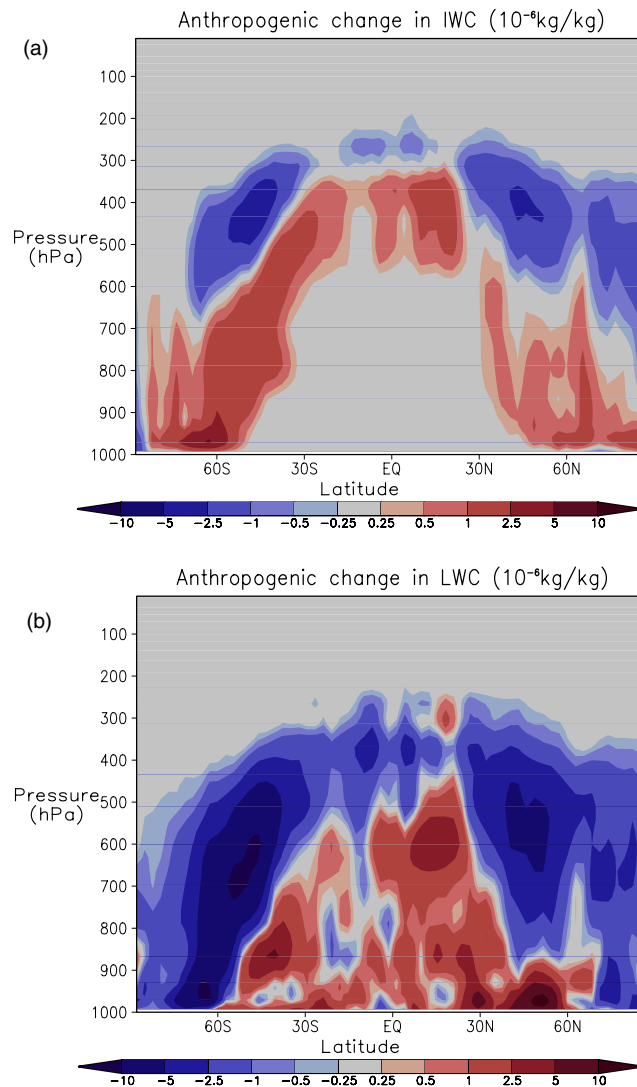 Anthropogenic change in IWC (10⁻⁶kg/kg)
(a)
100
200
300
400
Pressure
(hPa)
500
600
700
800
900
1000
60S 30S EQ 30N 60N
Latitude
-10 -5 -2.5 -1 -0.5 -0.25 0.25 0.5 1 2.5 5 10
Anthropogenic change in LWC (10⁻⁶kg/kg)
(b)
100
200
300
400
Pressure
(hPa)
500
600
700
800
900
1000
60S 30S EQ 30N 60N
Latitude
-10 -5 -2.5 -1 -0.5 -0.25 0.25 0.5 1 2.5 5 10